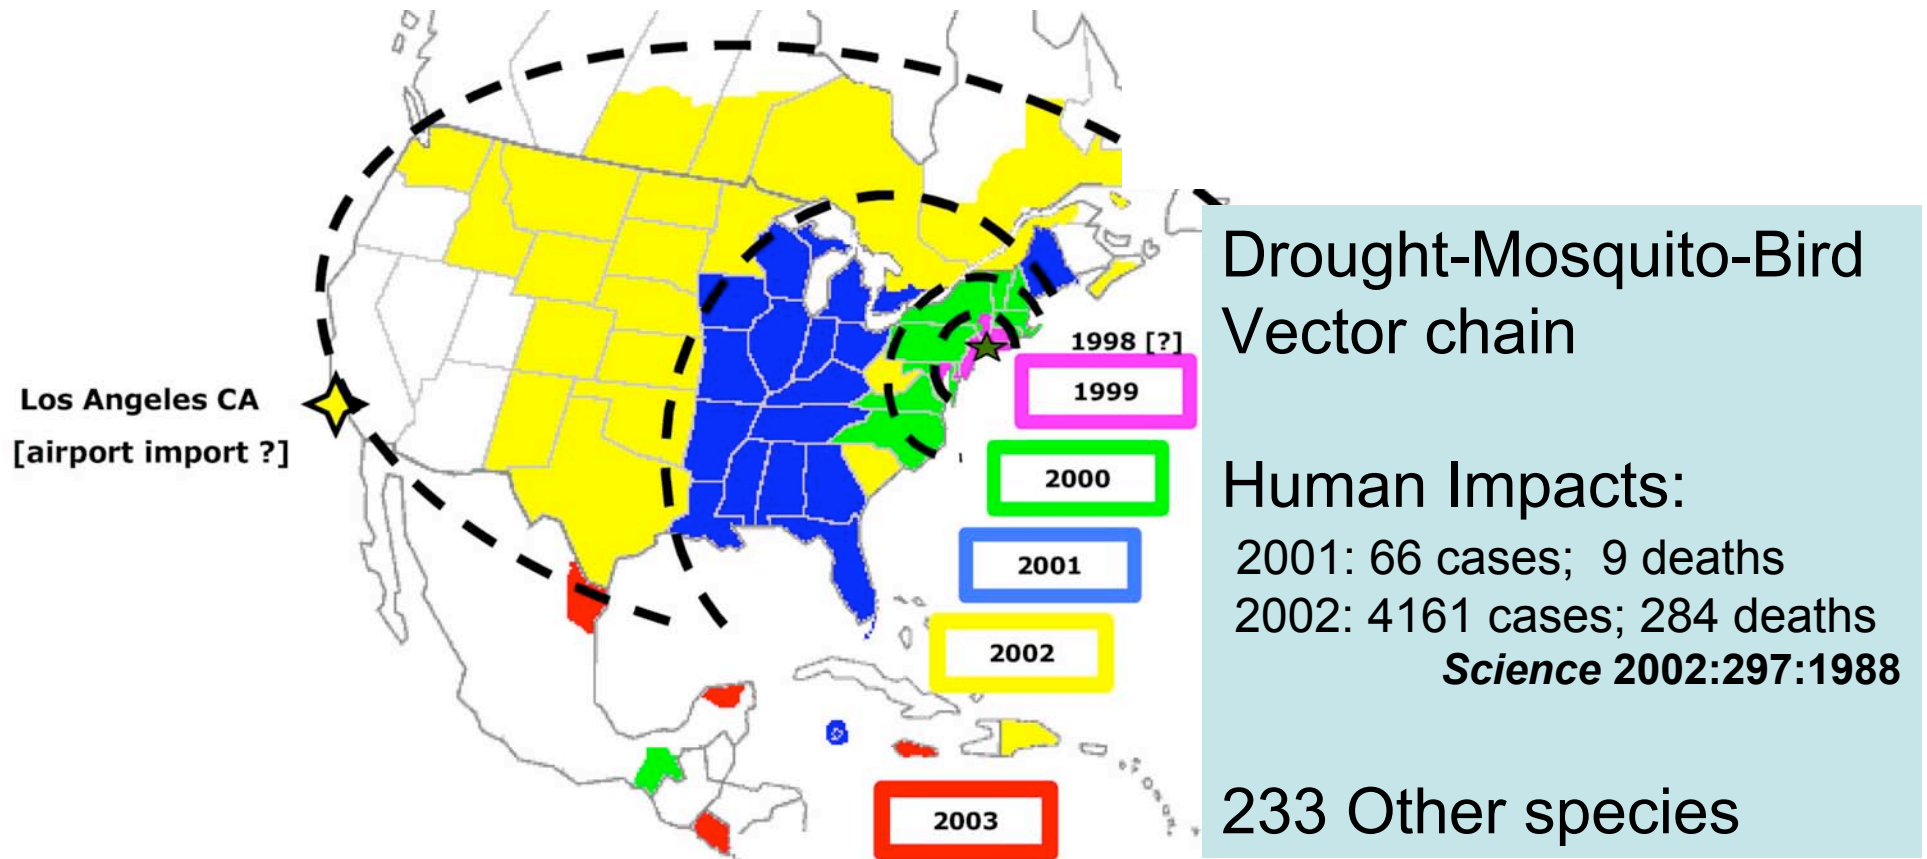 Los Angeles CA
[airport import ?]
1998 [?]
1999
2000
2001
2002
2003
Drought-Mosquito-Bird
Vector chain
Human Impacts:
2001: 66 cases; 9 deaths
2002: 4161 cases; 284 deaths
Science 2002:297:1988
233 Other species